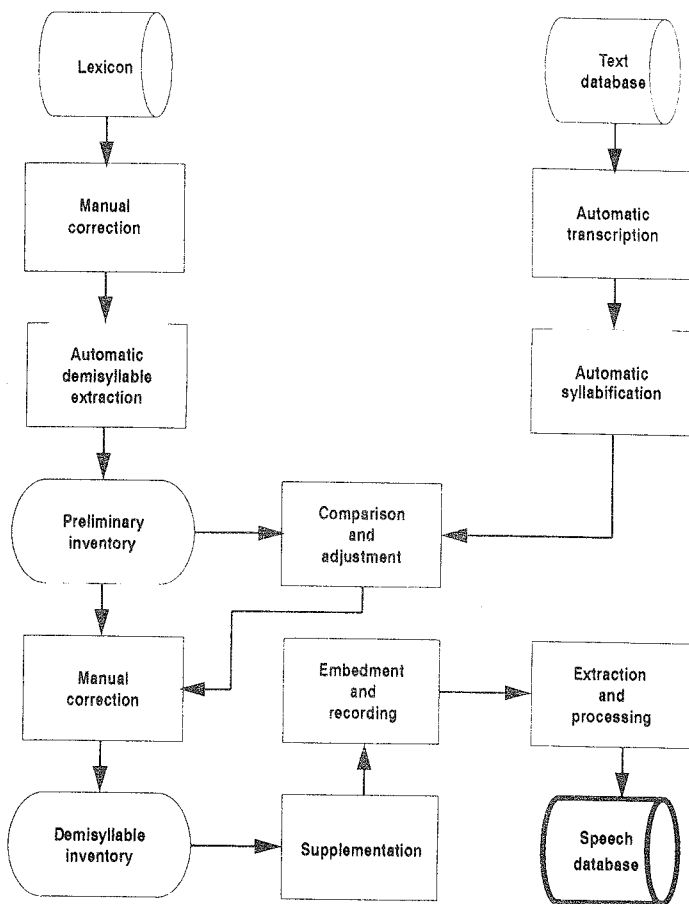 Lexicon
Text
database
Manual
correction
Automatic
transcription
Automatic
demisyllable
extraction
Automatic
syllabification
Preliminary
inventory
Comparison
and
adjustment
Manual
correction
Embedment
and
recording
Extraction
and
processing
Demisyllable
inventory
Supplementation
Speech
database